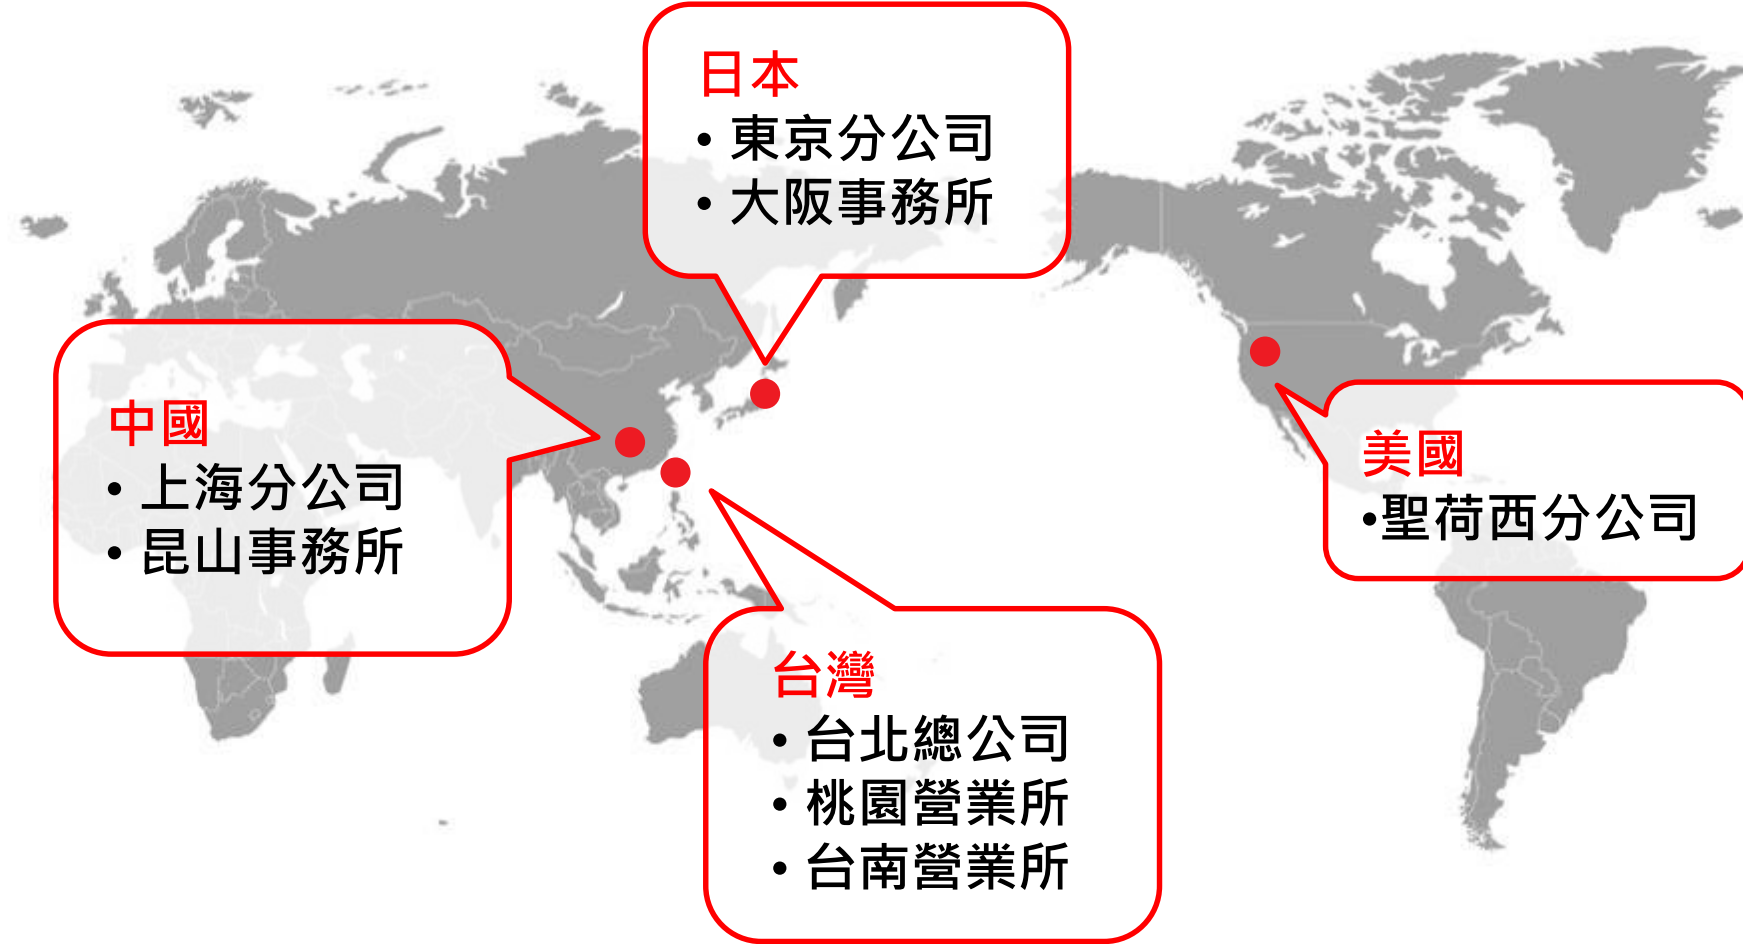 日本
• 東京分公司
• 大阪事務所
中國
• 上海分公司
• 昆山事務所
美國
•聖荷西分公司
台灣
• 台北總公司
• 桃園營業所
• 台南營業所